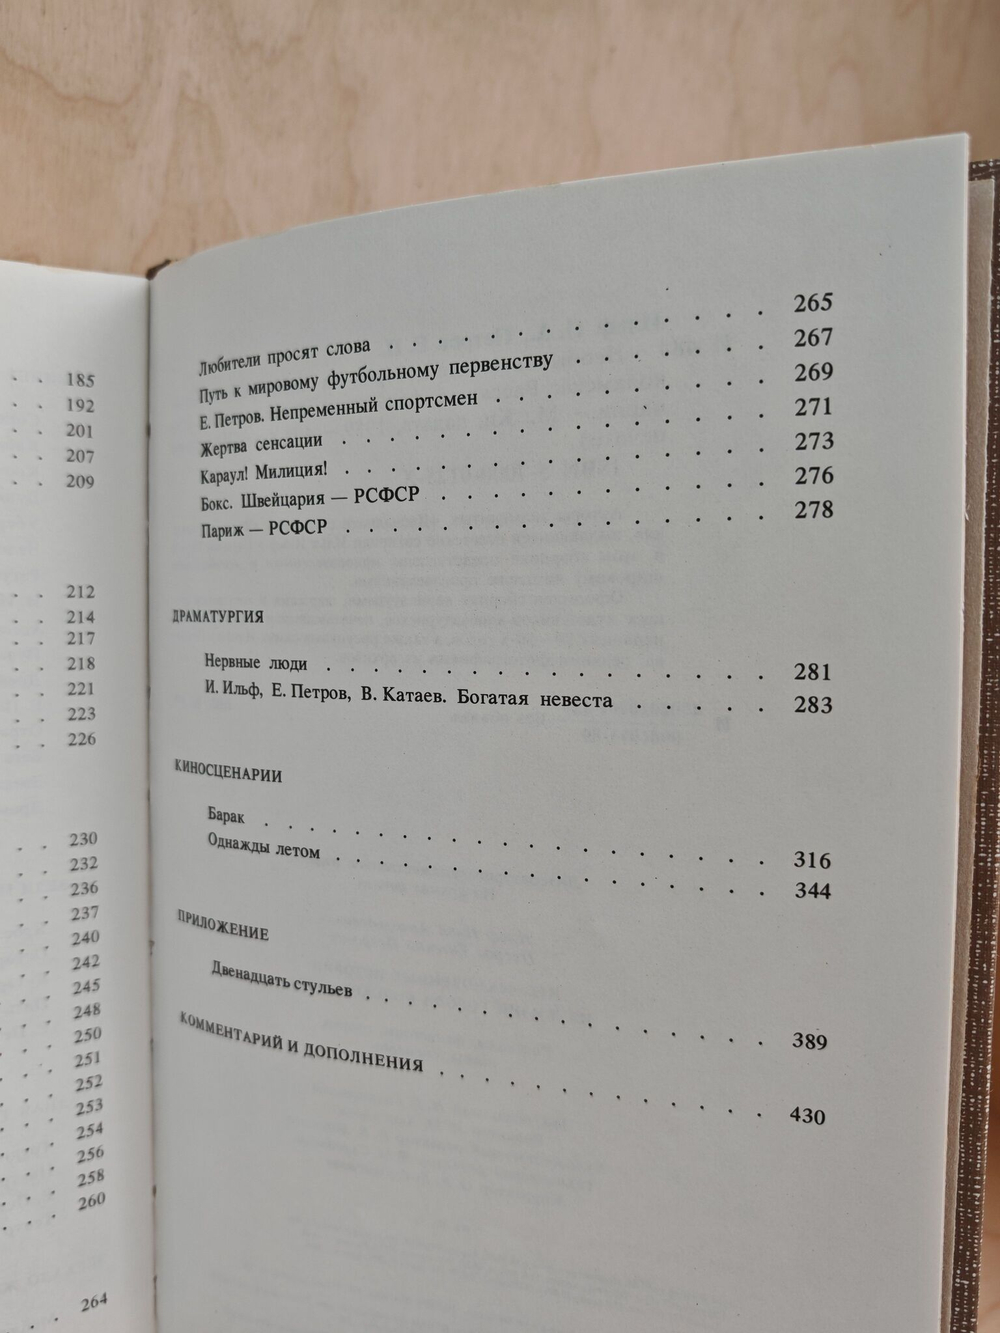 185
192
201
207
209
212
214
217
218
221
223
226
230
232
236
237
240
242
245
248
250
251
252
253
254
256
258
260
264
Любители просят слова . . . . . . . . . . . . . . . 265
Путь к мировому футбольному первенству . . . . . . . 267
Е. Петров. Непременный спортсмен . . . . . . . . . . . 269
Жертва сенсации . . . . . . . . . . . . . . . . 271
Караул! Милиция! . . . . . . . . . . . . . . . . 273
Бокс. Швейцария — РСФСР . . . . . . . . . . . . . 276
Париж — РСФСР . . . . . . . . . . . . . . . . 278
ДРАМАТУРГИЯ
Нервные люди . . . . . . . . . . . . . . . . 281
И. Ильф, Е. Петров, В. Катаев. Богатая невеста . . . . . 283
КИНОСЦЕНАРИИ
Барак . . . . . . . . . . . . . . . . . . . 316
Однажды летом . . . . . . . . . . . . . . . . 344
ПРИЛОЖЕНИЕ
Двенадцать стульев . . . . . . . . . . . . . . . 389
КОММЕНТАРИЙ И ДОПОЛНЕНИЯ . . . . . . . . . . . . 430